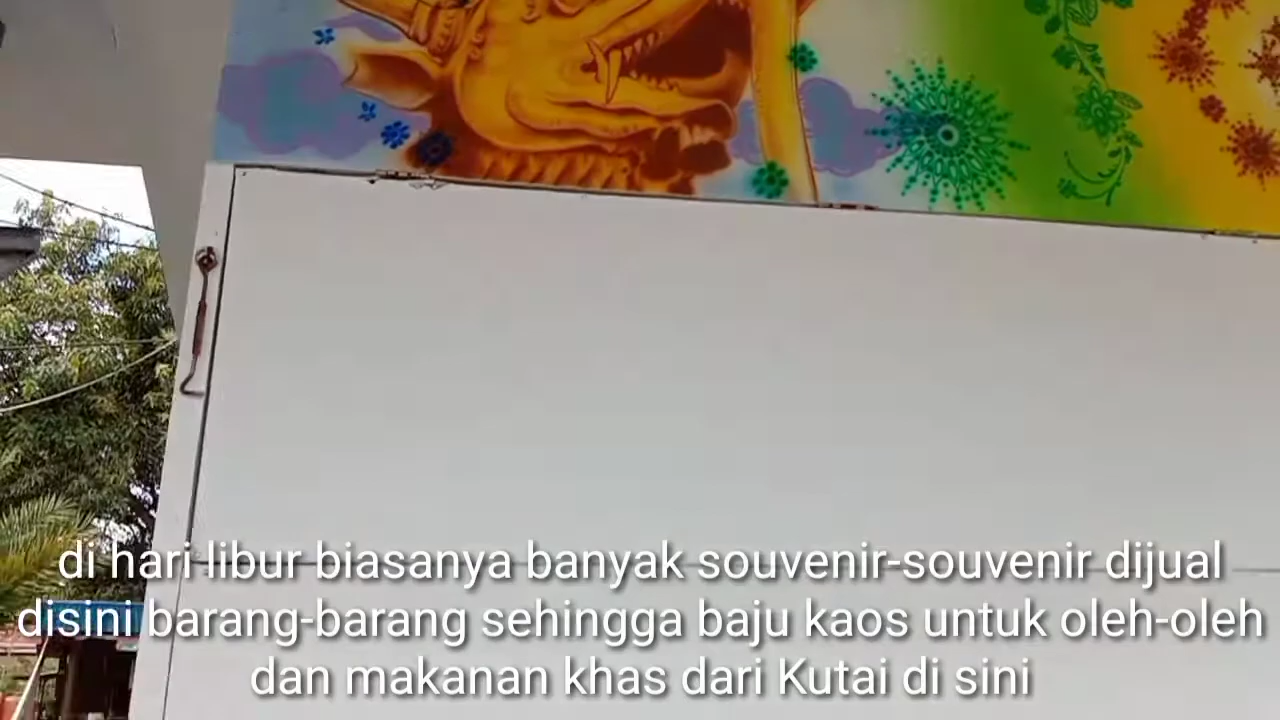 di hari libur biasanya banyak souvenir-souvenir dijual
disini barang-barang sehingga baju kaos untuk oleh-oleh
dan makanan khas dari Kutai di sini